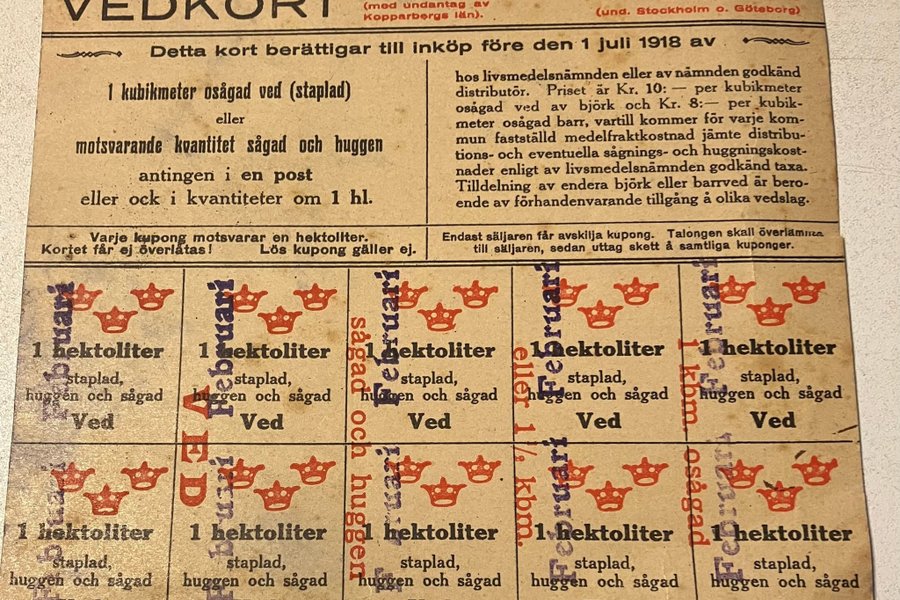 VEDKORT
(med undantag av
Kopparbergs län).
(und. Stockholm o. Göteborg)
Detta kort berättigar till inköp före den 1 juli 1918 av
1 kubikmeter osågad ved (staplad)
eller
motsvarande kvantitet sågad och huggen
antingen i en post
eller ock i kvantiteter om 1 hl.
hos livsmedelsnämnden eller av nämnden godkänd
distributör. Priset är Kr. 10: — per kubikmeter
osågad ved av björk och Kr. 8:— per kubik-
meter osågad barr, vartill kommer för varje kom-
mun fastställd medelfraktkostnad jämte distribu-
tions- och eventuella sågnings- och huggningskost-
nader enligt av livsmedelsnämnden godkänd taxa.
Tilldelning av endera björk eller barrved är bero-
ende av förhandenvarande tillgång å olika vedslag.
Varje kupong motsvarar en hektoliter.
Kortet får ej överlåtas! Lös kupong gäller ej.
Endast säljaren får avskilja kupong. Talongen skall överlämnas
till säljaren, sedan uttag skett å samtliga kuponger.
Februari Februari Februari Februari Februari
1 hektoliter 1 hektoliter 1 hektoliter 1 hektoliter 1 hektoliter
staplad, staplad, staplad, staplad, staplad,
huggen och sågad huggen och sågad huggen och sågad huggen och sågad huggen och sågad
Ved Ved Ved Ved Ved
VED
sågad och huggen
eller 1½ kbm.
1 kbm. osågad
Februari Februari Februari Februari Februari
1 hektoliter 1 hektoliter 1 hektoliter 1 hektoliter 1 hektoliter
staplad, staplad, staplad, staplad, staplad,
huggen och sågad huggen och sågad huggen och sågad huggen och sågad huggen och sågad